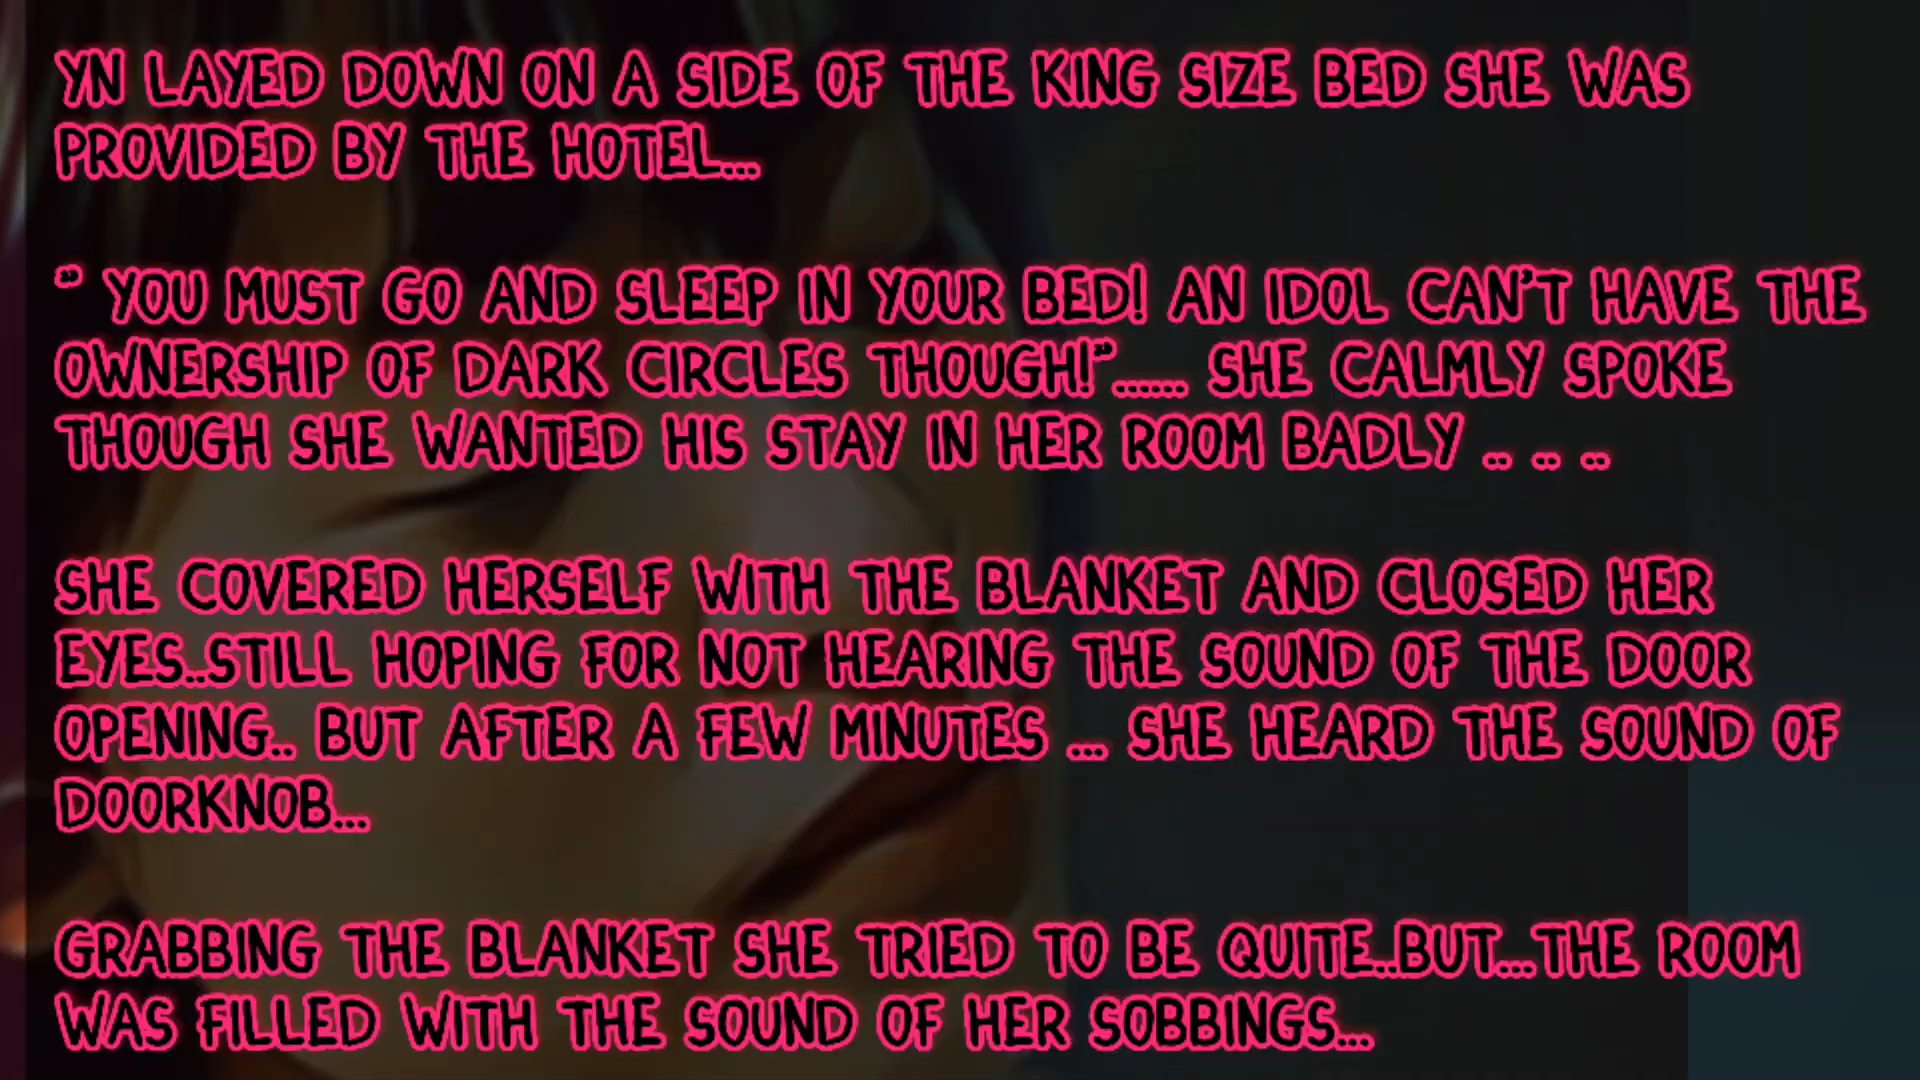 YN LAYED DOWN ON A SIDE OF THE KING SIZE BED SHE WAS
PROVIDED BY THE HOTEL...
" YOU MUST GO AND SLEEP IN YOUR BED! AN IDOL CAN'T HAVE THE
OWNERSHIP OF DARK CIRCLES THOUGH!"....... SHE CALMLY SPOKE
THOUGH SHE WANTED HIS STAY IN HER ROOM BADLY .. .. ..
SHE COVERED HERSELF WITH THE BLANKET AND CLOSED HER
EYES..STILL HOPING FOR NOT HEARING THE SOUND OF THE DOOR
OPENING.. BUT AFTER A FEW MINUTES ... SHE HEARD THE SOUND OF
DOORKNOB...
GRABBING THE BLANKET SHE TRIED TO BE QUITE..BUT...THE ROOM
WAS FILLED WITH THE SOUND OF HER SOBBINGS...